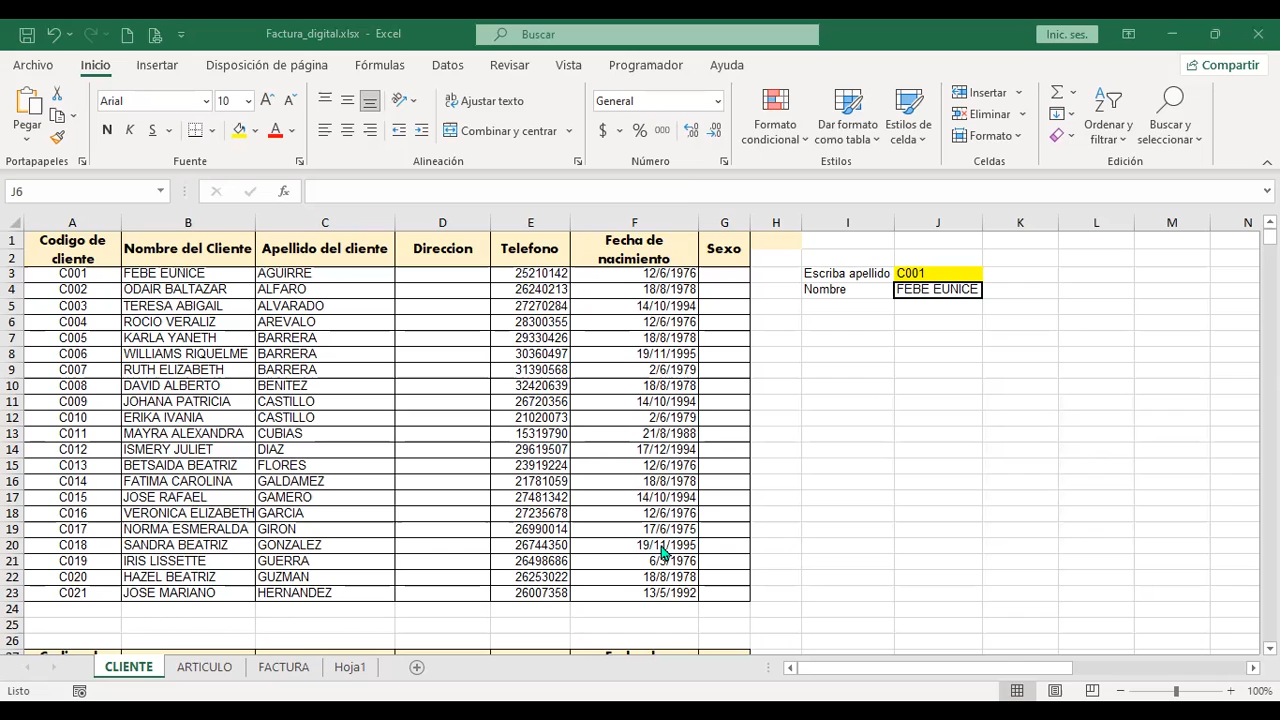 Factura_digital.xlsx - Excel
Buscar
Inic. ses.
Archivo Inicio Insertar Disposición de página Fórmulas Datos Revisar Vista Programador Ayuda
Compartir
Pegar
Portapapeles
Arial 10
N K S
Fuente
Ajustar texto
Combinar y centrar
Alineación
General
$ % 000
Número
Formato condicional
Dar formato como tabla
Estilos de celda
Estilos
Insertar
Eliminar
Formato
Celdas
Ordenar y filtrar
Buscar y seleccionar
Edición
J6
fx
A B C D E F G H I J K L M N
1 Codigo de Nombre del Cliente Apellido del cliente Direccion Telefono Fecha de Sexo
2 cliente nacimiento
3 C001 FEBE EUNICE AGUIRRE 25210142 12/6/1976 Escriba apellido C001
4 C002 ODAIR BALTAZAR ALFARO 26240213 18/8/1978 Nombre FEBE EUNICE
5 C003 TERESA ABIGAIL ALVARADO 27270284 14/10/1994
6 C004 ROCIO VERALIZ AREVALO 28300355 12/6/1976
7 C005 KARLA YANETH BARRERA 29330426 18/8/1978
8 C006 WILLIAMS RIQUELME BARRERA 30360497 19/11/1995
9 C007 RUTH ELIZABETH BARRERA 31390568 2/6/1979
10 C008 DAVID ALBERTO BENITEZ 32420639 18/8/1978
11 C009 JOHANA PATRICIA CASTILLO 26720356 14/10/1994
12 C010 ERIKA IVANIA CASTILLO 21020073 2/6/1979
13 C011 MAYRA ALEXANDRA CUBIAS 15319790 21/8/1988
14 C012 ISMERY JULIET DIAZ 29619507 17/12/1994
15 C013 BETSAIDA BEATRIZ FLORES 23919224 12/6/1976
16 C014 FATIMA CAROLINA GALDAMEZ 21781059 18/8/1978
17 C015 JOSE RAFAEL GAMERO 27481342 14/10/1994
18 C016 VERONICA ELIZABETH GARCIA 27235678 12/6/1976
19 C017 NORMA ESMERALDA GIRON 26990014 17/6/1975
20 C018 SANDRA BEATRIZ GONZALEZ 26744350 19/11/1995
21 C019 IRIS LISSETTE GUERRA 26498686
22 C020 HAZEL BEATRIZ GUZMAN 26253022 18/8/1978
23 C021 JOSE MARIANO HERNANDEZ 26007358 13/5/1992
24
25
26
CLIENTE ARTICULO FACTURA Hoja1
Listo
100%